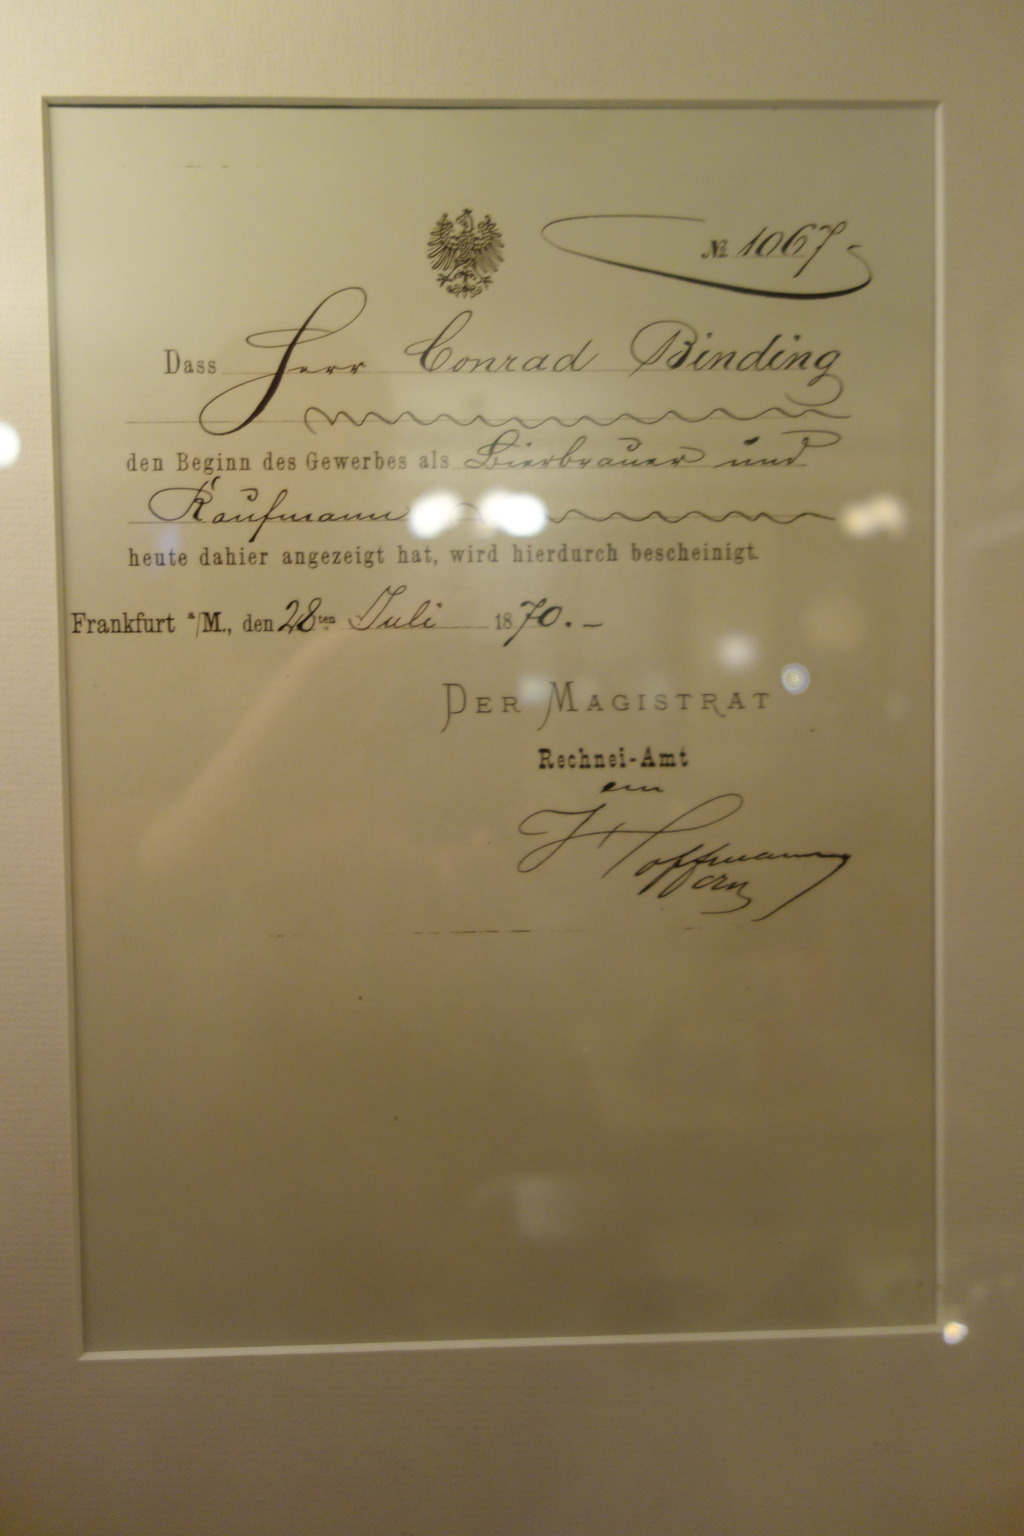 № 1067
Dass Herr Conrad Binding
den Beginn des Gewerbes als Bierbrauer und
Kaufmann
heute dahier angezeigt hat, wird hierdurch bescheinigt.
Frankfurt a/M., den 28ten Juli 1870.-
DER MAGISTRAT
Rechnei-Amt
Hoffmann